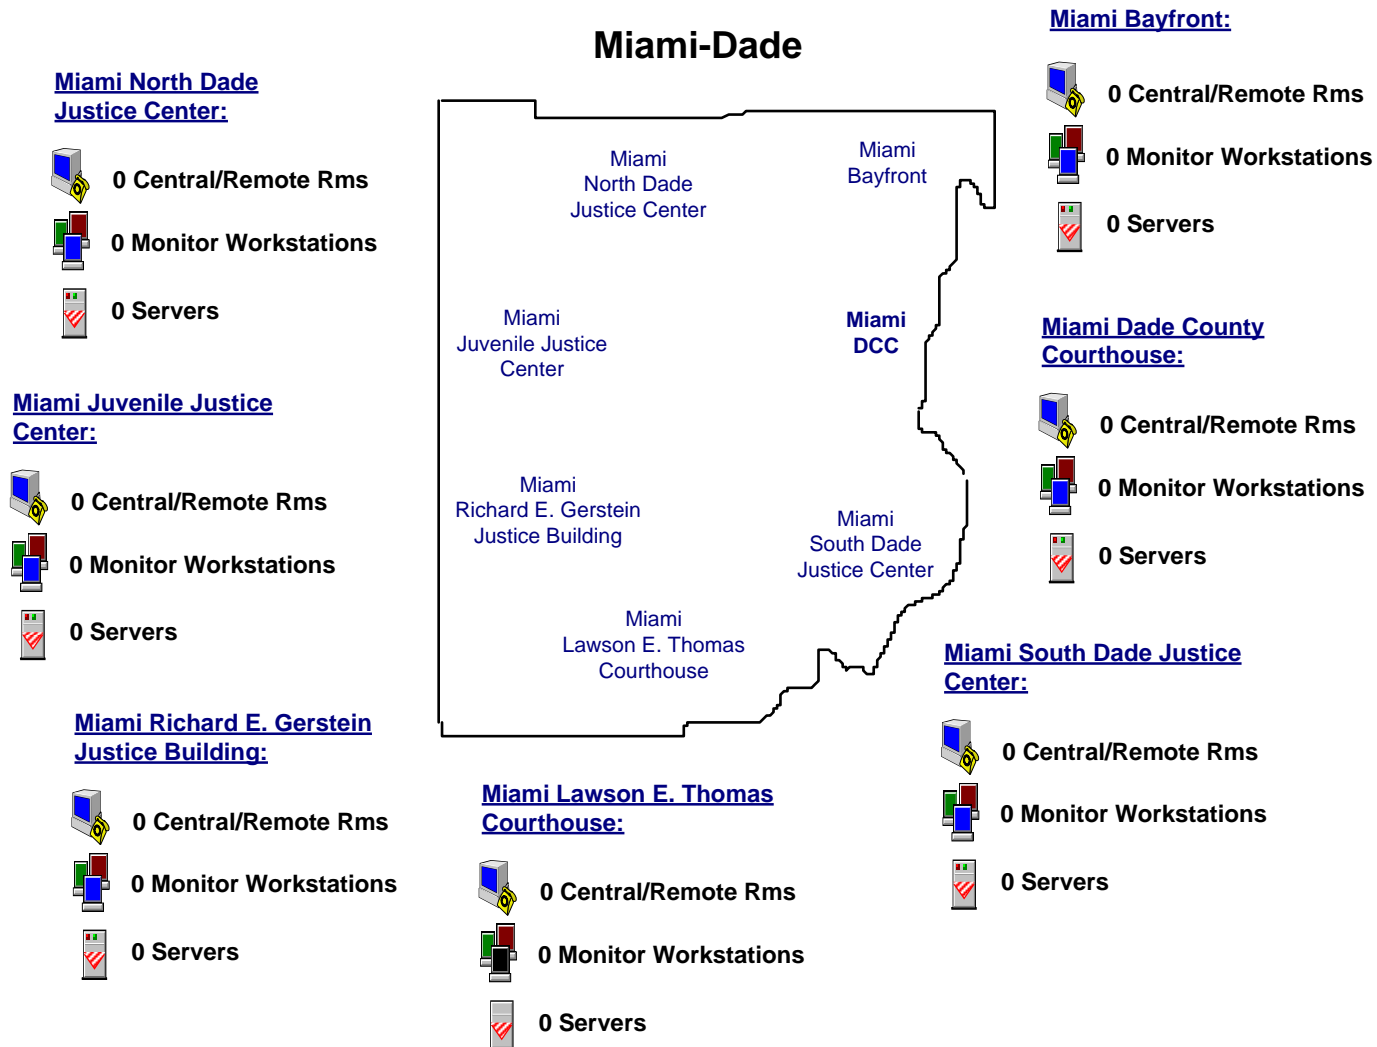 Miami-Dade
Miami North Dade
Justice Center:
0 Central/Remote Rms
0 Monitor Workstations
0 Servers
Miami Juvenile Justice
Center:
0 Central/Remote Rms
0 Monitor Workstations
0 Servers
Miami Richard E. Gerstein
Justice Building:
0 Central/Remote Rms
0 Monitor Workstations
0 Servers
Miami
North Dade
Justice Center
Miami
Bayfront
Miami
Juvenile Justice
Center
Miami
DCC
Miami
Richard E. Gerstein
Justice Building
Miami
South Dade
Justice Center
Miami
Lawson E. Thomas
Courthouse
Miami Lawson E. Thomas
Courthouse:
0 Central/Remote Rms
0 Monitor Workstations
0 Servers
Miami Bayfront:
0 Central/Remote Rms
0 Monitor Workstations
0 Servers
Miami Dade County
Courthouse:
0 Central/Remote Rms
0 Monitor Workstations
0 Servers
Miami South Dade Justice
Center:
0 Central/Remote Rms
0 Monitor Workstations
0 Servers